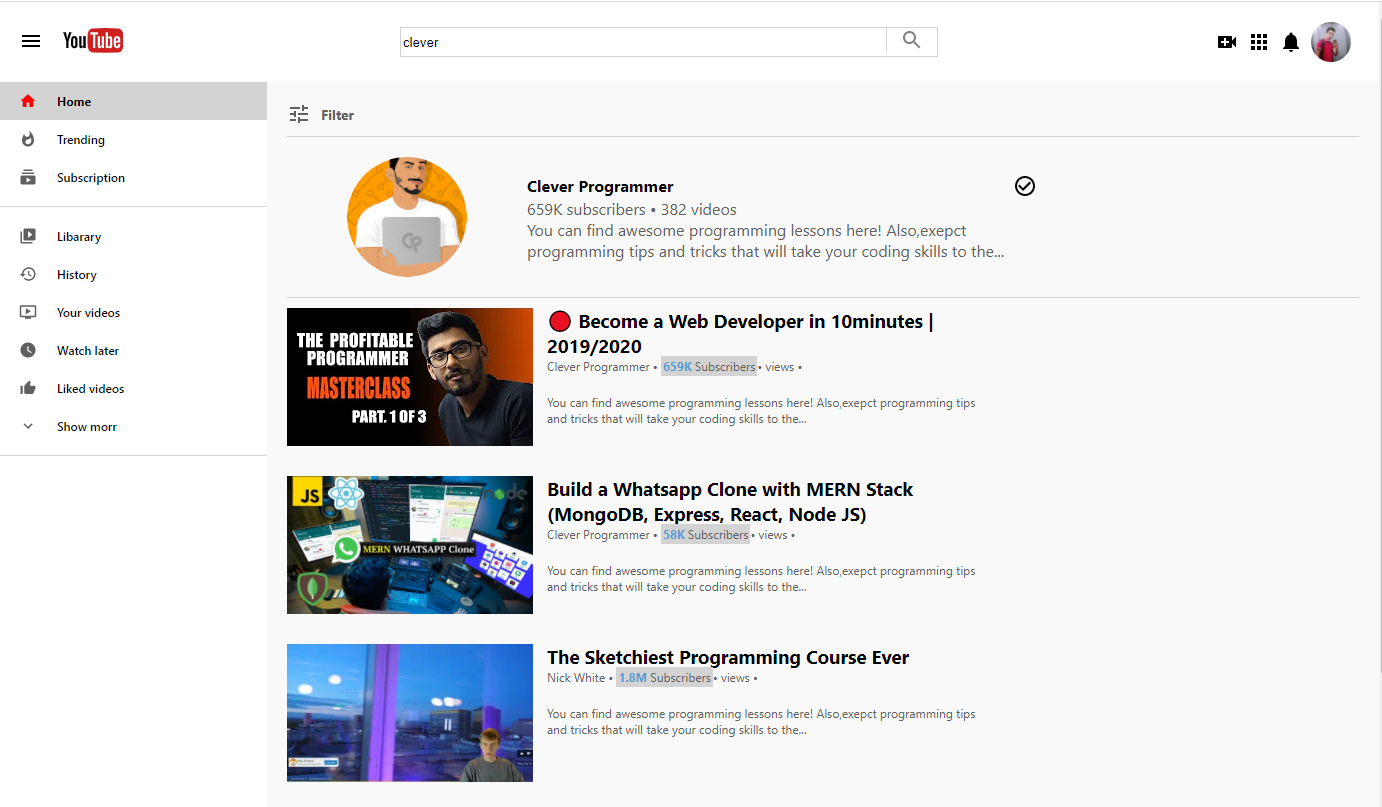 YouTube
clever
Home
Trending
Subscription
Libarary
History
Your videos
Watch later
Liked videos
Show morr
Filter
Clever Programmer
659K subscribers • 382 videos
You can find awesome programming lessons here! Also,exepct
programming tips and tricks that will take your coding skills to the...
CP
THE PROFITABLE
PROGRAMMER
MASTERCLASS
PART. 1 OF 3
🔴 Become a Web Developer in 10minutes |
2019/2020
Clever Programmer • 659K Subscribers • views •
You can find awesome programming lessons here! Also,exepct programming tips
and tricks that will take your coding skills to the...
JS
node
MERN WHATSAPP Clone
Build a Whatsapp Clone with MERN Stack
(MongoDB, Express, React, Node JS)
Clever Programmer • 58K Subscribers • views •
You can find awesome programming lessons here! Also,exepct programming tips
and tricks that will take your coding skills to the...
The Sketchiest Programming Course Ever
Nick White • 1.8M Subscribers • views •
You can find awesome programming lessons here! Also,exepct programming tips
and tricks that will take your coding skills to the...